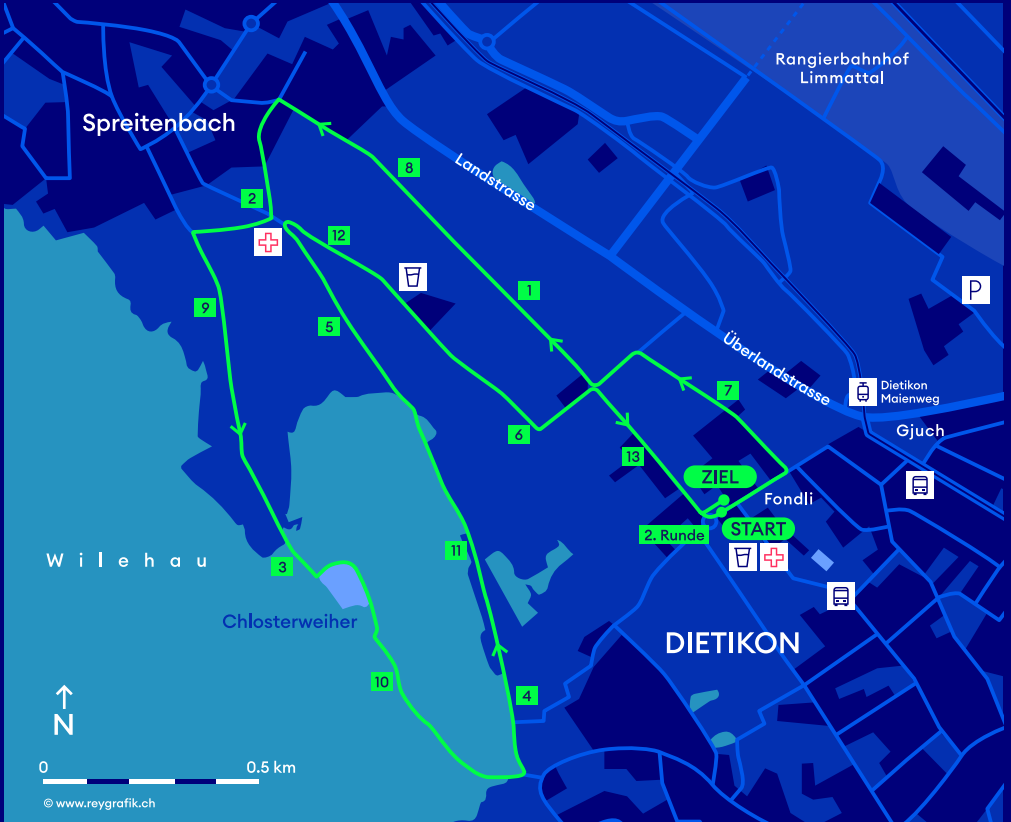 Rangierbahnhof
Limmattal
Spreitenbach
Landstrasse
8
2
12
1
9
5
P
Überlandstrasse
Dietikon
Maienweg
7
Gjuch
6
13
ZIEL
Fondli
START
2. Runde
11
3
Wilehau
Chlosterweiher
DIETIKON
10
4
N
0 0.5 km
© www.reygrafik.ch